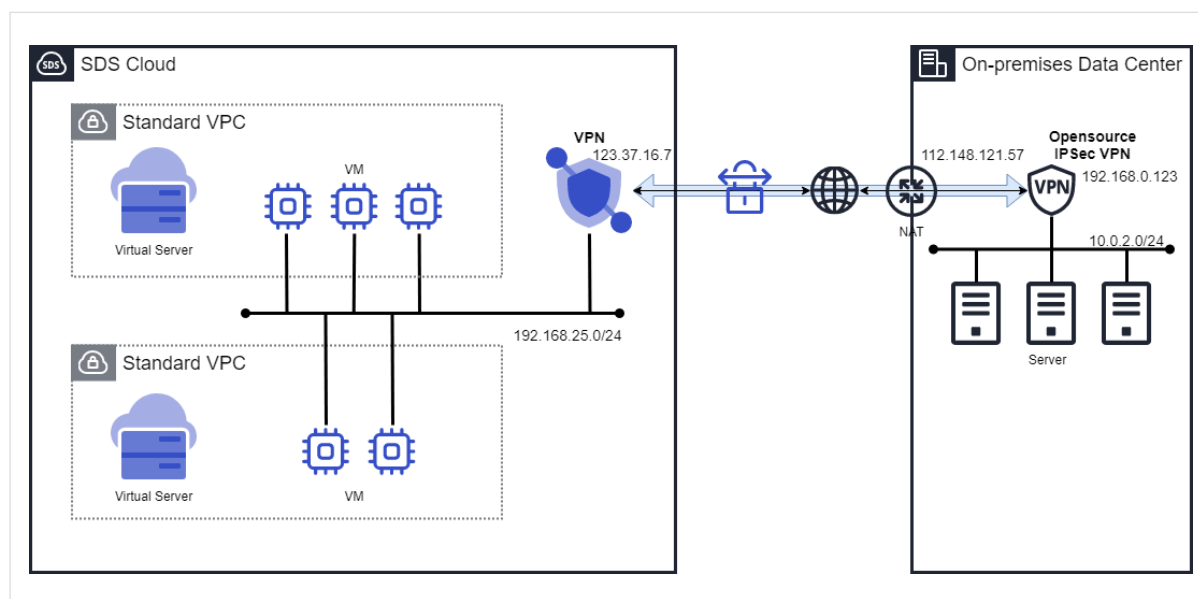 SDS
SDS Cloud
On-premises Data Center
Standard VPC
VM
Virtual Server
VPN
123.37.16.7
112.148.121.57
Opensource
IPSec VPN
192.168.0.123
VPN
NAT
10.0.2.0/24
192.168.25.0/24
Server
Standard VPC
Virtual Server
VM